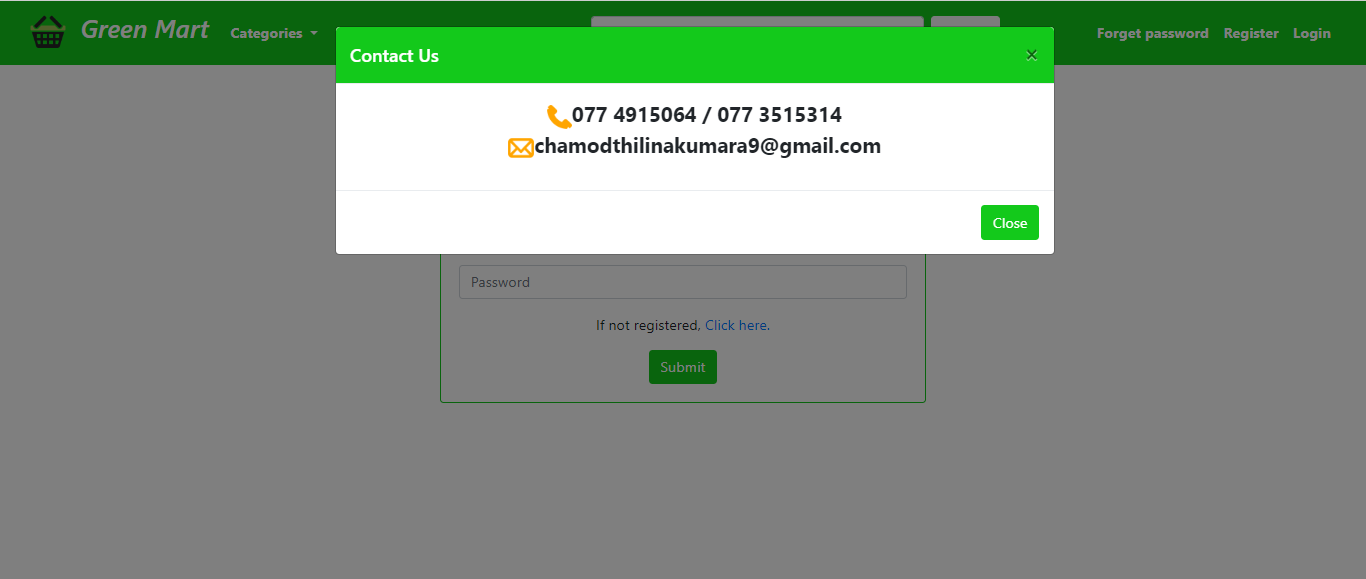 Green Mart Categories Forget password Register Login
Contact Us ×
077 4915064 / 077 3515314
chamodthilinakumara9@gmail.com
Close
Password
If not registered, Click here.
Submit